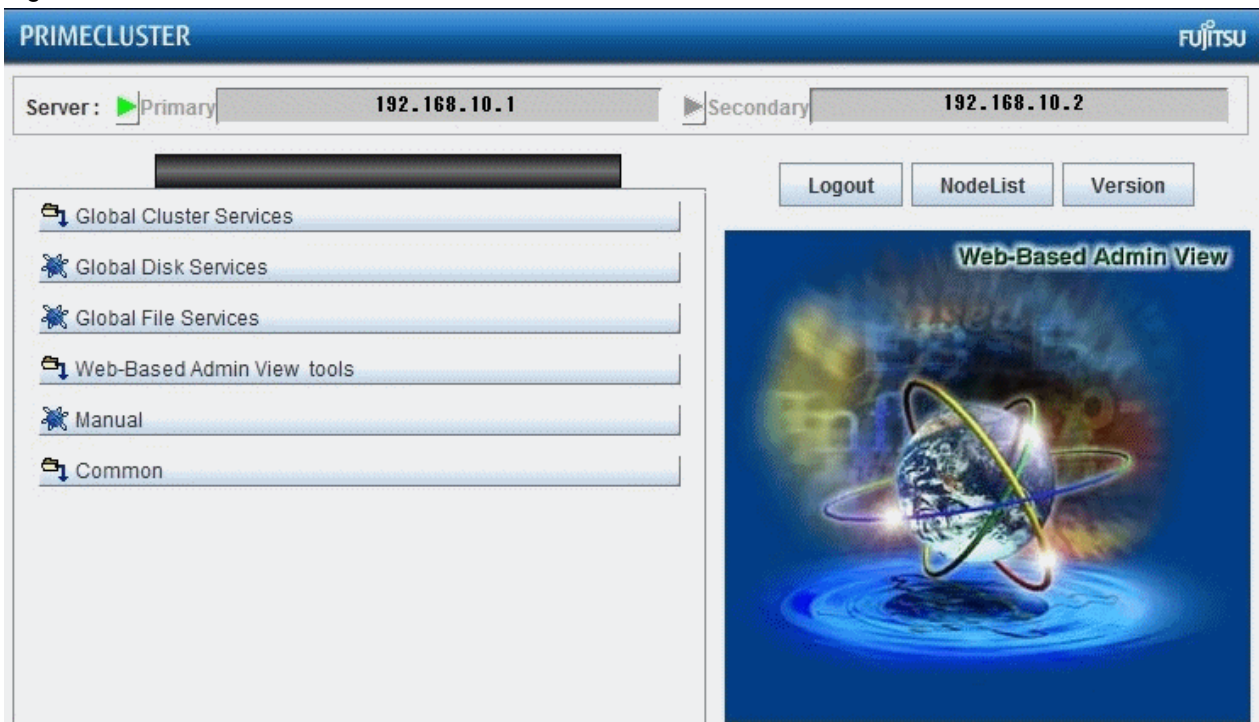 PRIMECLUSTER
FUJITSU
Server : Primary 192.168.10.1 Secondary 192.168.10.2
Logout NodeList Version
Global Cluster Services
Global Disk Services
Global File Services
Web-Based Admin View tools
Manual
Common
Web-Based Admin View